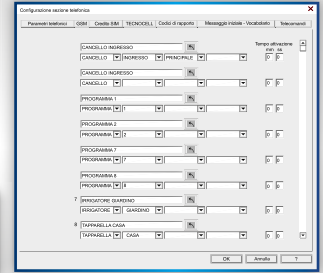 Configurazione sezione telefonica
Parametri telefonici GSM Credito SIM TECNOCELL Codici di rapporto Messaggio iniziale - Vocabolario Telecomandi
Tempo attivazione
mm ss
CANCELLO INGRESSO
CANCELLO INGRESSO PRINCIPALE 0 0
CANCELLO INGRESSO
CANCELLO 0 0
PROGRAMMA 1
PROGRAMMA 1 0 0
PROGRAMMA 2
PROGRAMMA 2 0 0
PROGRAMMA 7
PROGRAMMA 7 0 0
PROGRAMMA 8
PROGRAMMA 8 0 0
7 IRRIGATORE GIARDINO
IRRIGATORE GIARDINO 0 0
8 TAPPARELLA CASA
TAPPARELLA CASA 0 0
OK Annulla ?